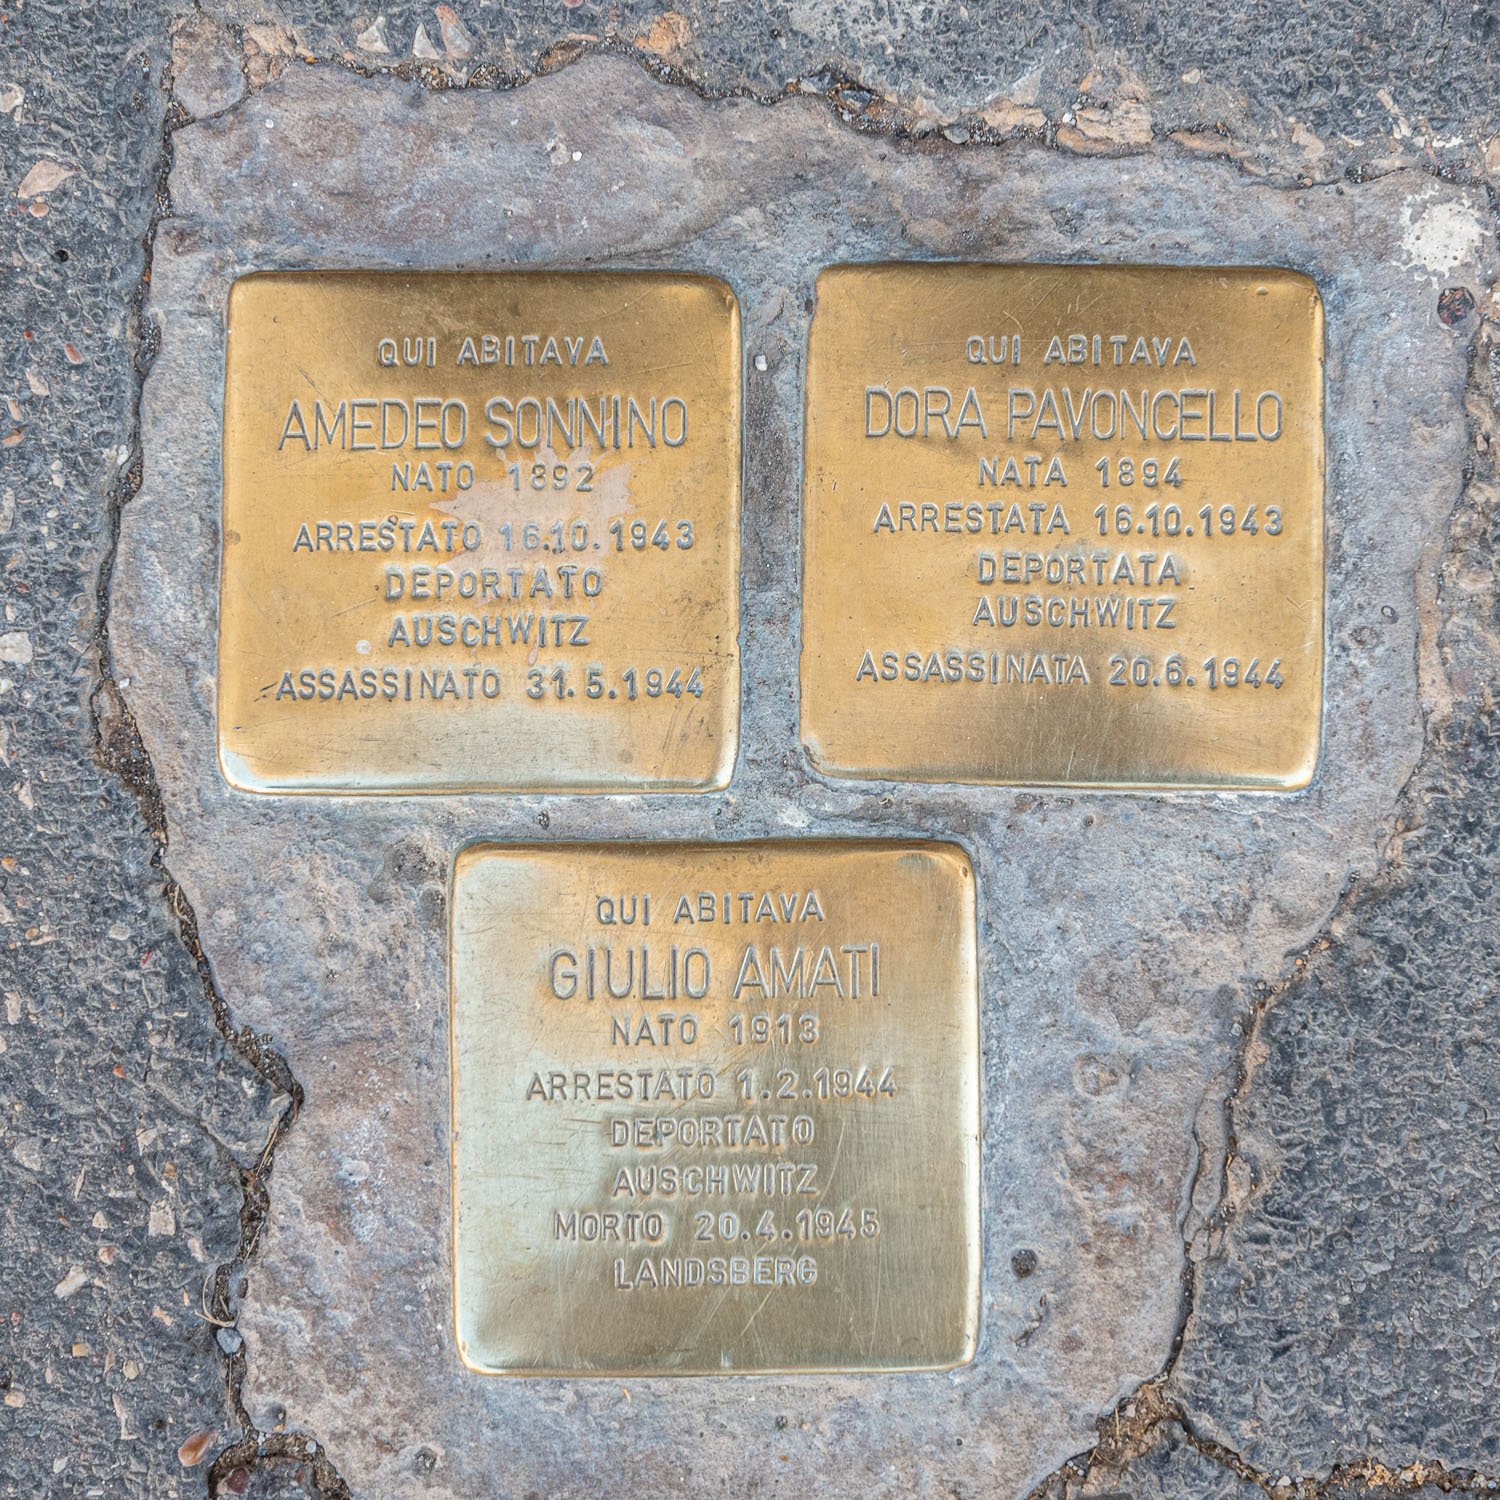 QUI ABITAVA
AMEDEO SONNINO
NATO 1892
ARRESTATO 16.10.1943
DEPORTATO
AUSCHWITZ
ASSASSINATO 31.5.1944
QUI ABITAVA
DORA PAVONCELLO
NATA 1894
ARRESTATA 16.10.1943
DEPORTATA
AUSCHWITZ
ASSASSINATA 20.6.1944
QUI ABITAVA
GIULIO AMATI
NATO 1913
ARRESTATO 1.2.1944
DEPORTATO
AUSCHWITZ
MORTO 20.4.1945
LANDSBERG